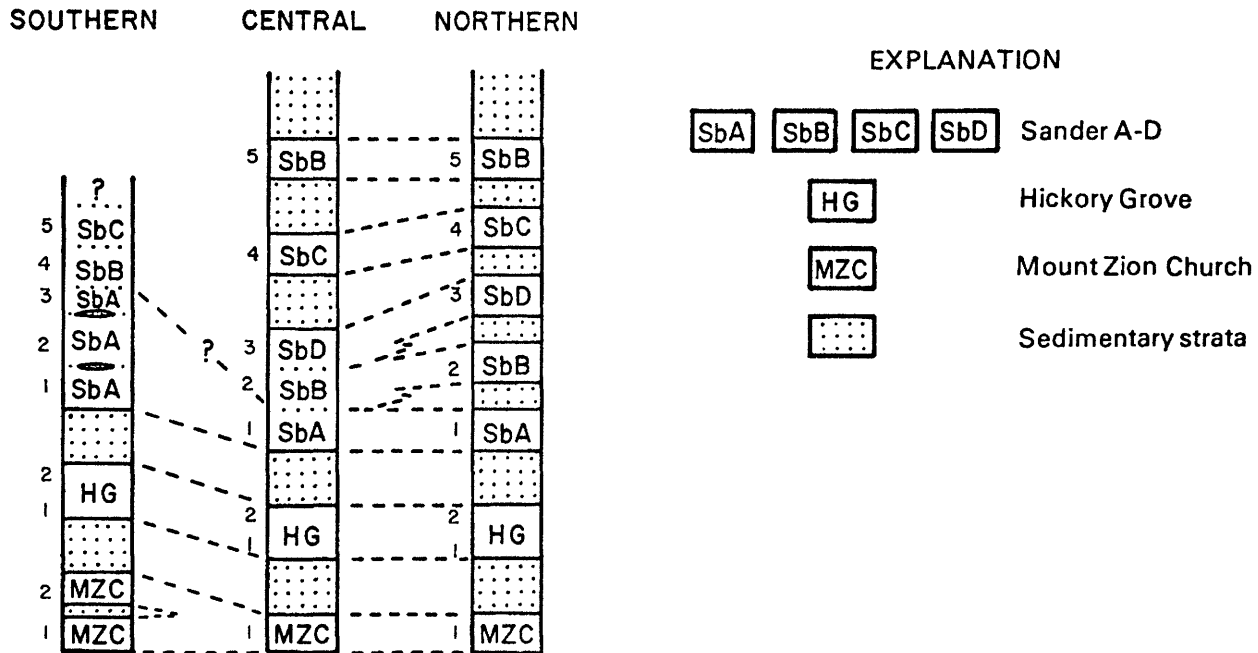 SOUTHERN CENTRAL NORTHERN
EXPLANATION
SbA SbB SbC SbD Sander A-D
HG Hickory Grove
MZC Mount Zion Church
Sedimentary strata
?
5 SbC
4 SbB
3 SbA
2 SbA
1 SbA
2
HG
1
2 MZC
1 MZC
?
5 SbB
4 SbC
3 SbD
2 SbB
1 SbA
2
HG
1
1 MZC
5 SbB
4 SbC
3 SbD
2 SbB
1 SbA
2
HG
1
1 MZC